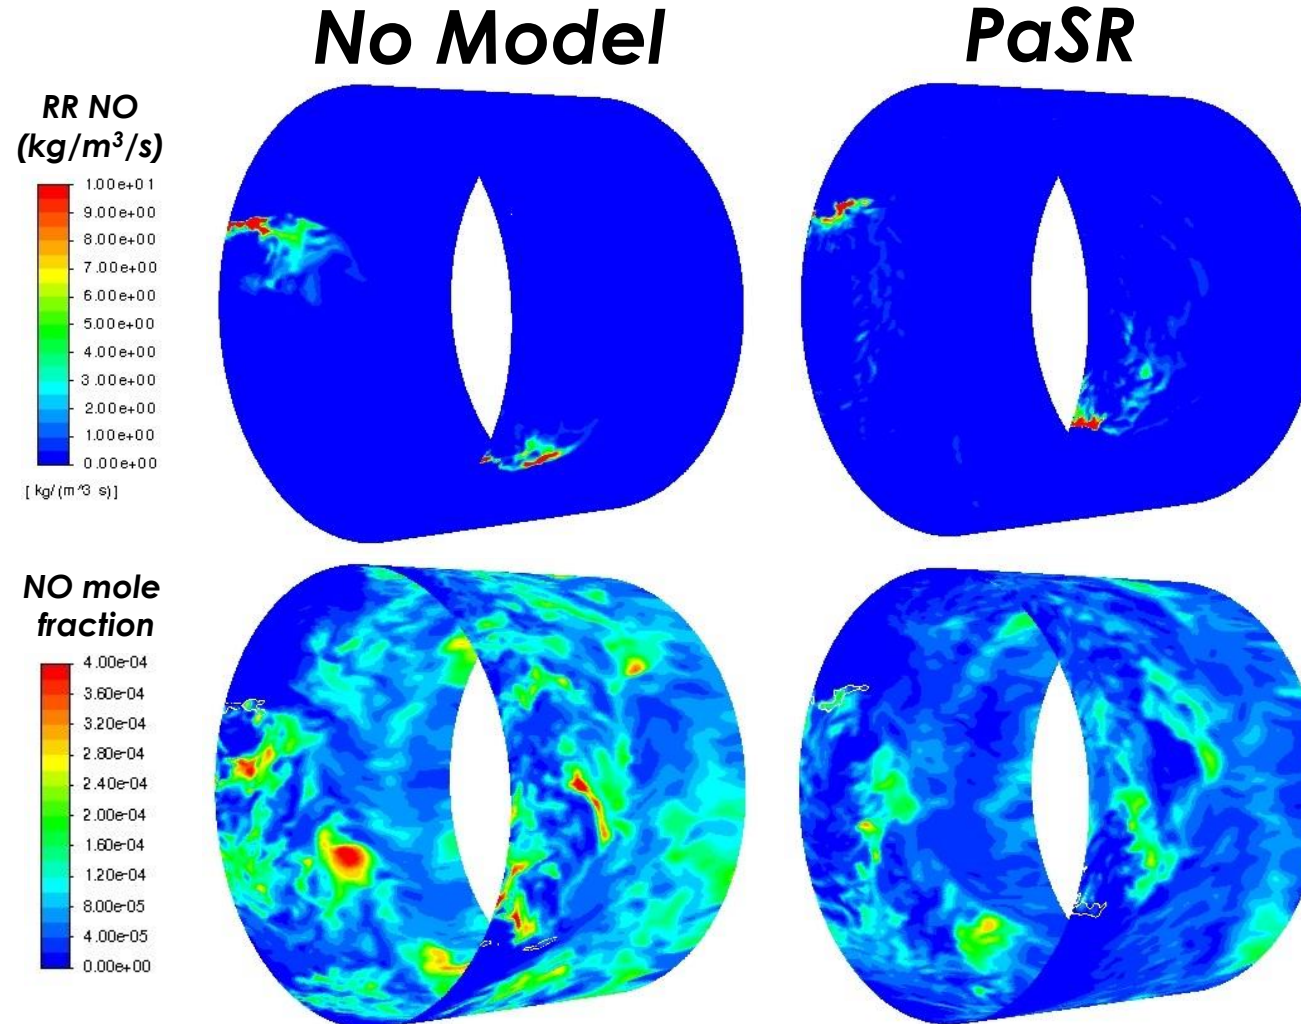 No Model
PaSR
RR NO
(kg/m³/s)
1.00e+01
9.00e+00
8.00e+00
7.00e+00
6.00e+00
5.00e+00
4.00e+00
3.00e+00
2.00e+00
1.00e+00
0.00e+00
[ kg/(m^3 s)]
NO mole
fraction
4.00e-04
3.60e-04
3.20e-04
2.80e-04
2.40e-04
2.00e-04
1.60e-04
1.20e-04
8.00e-05
4.00e-05
0.00e+00